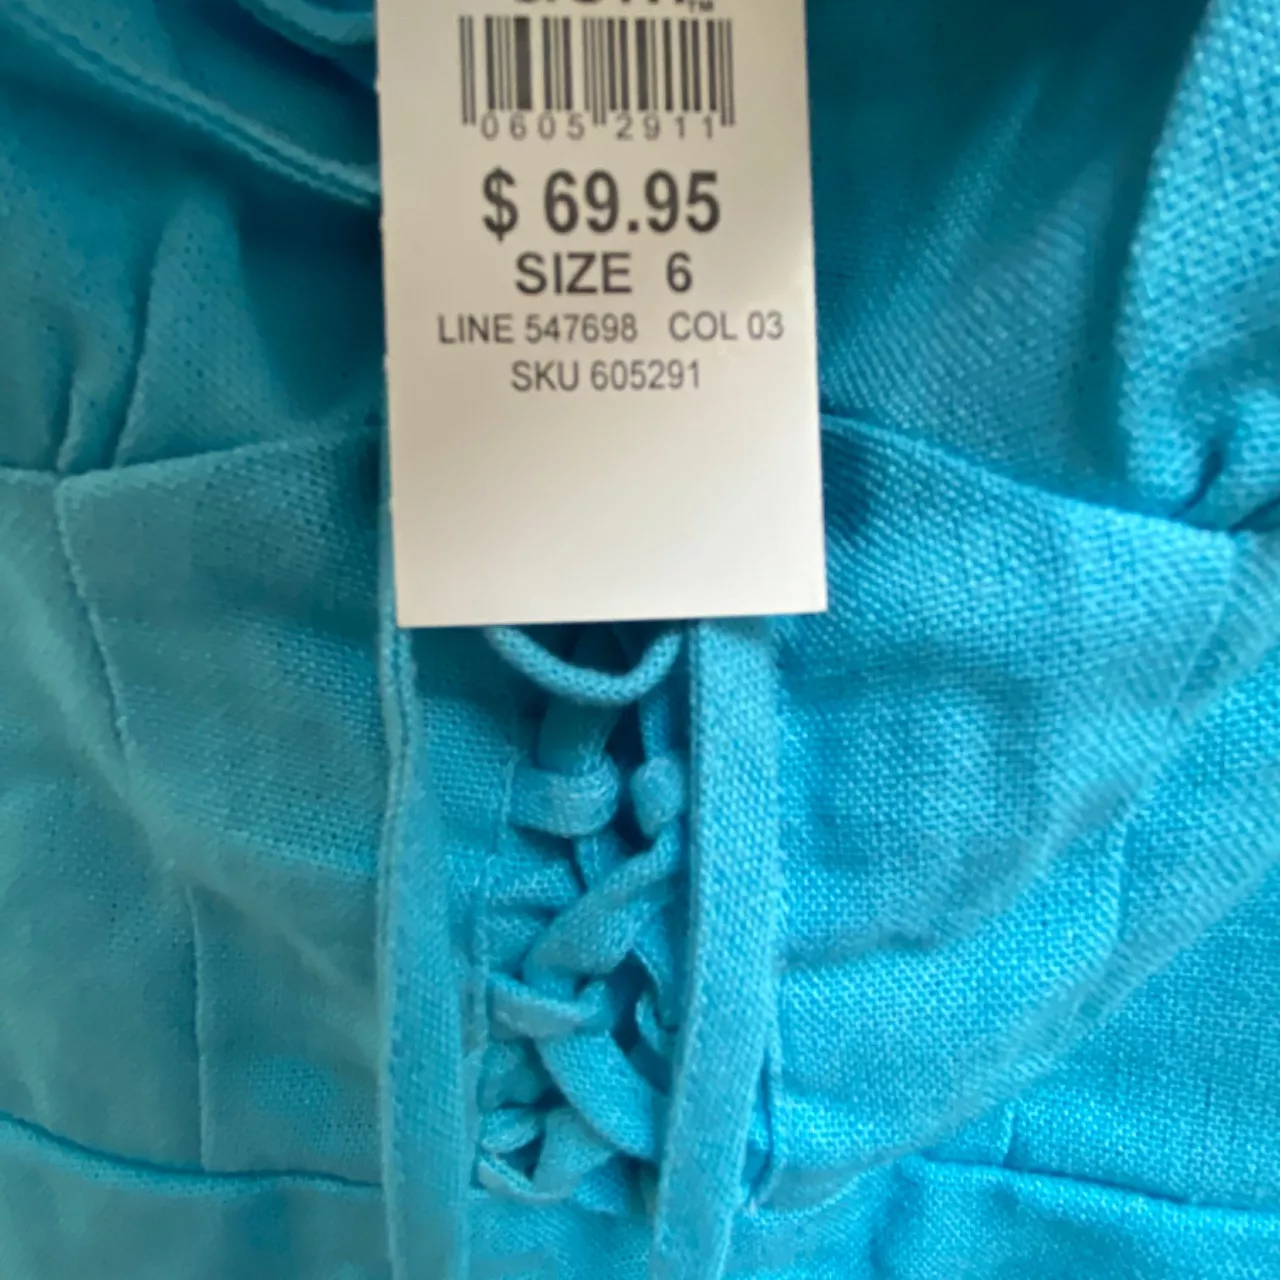 0605 2911
$ 69.95
SIZE 6
LINE 547698 COL 03
SKU 605291